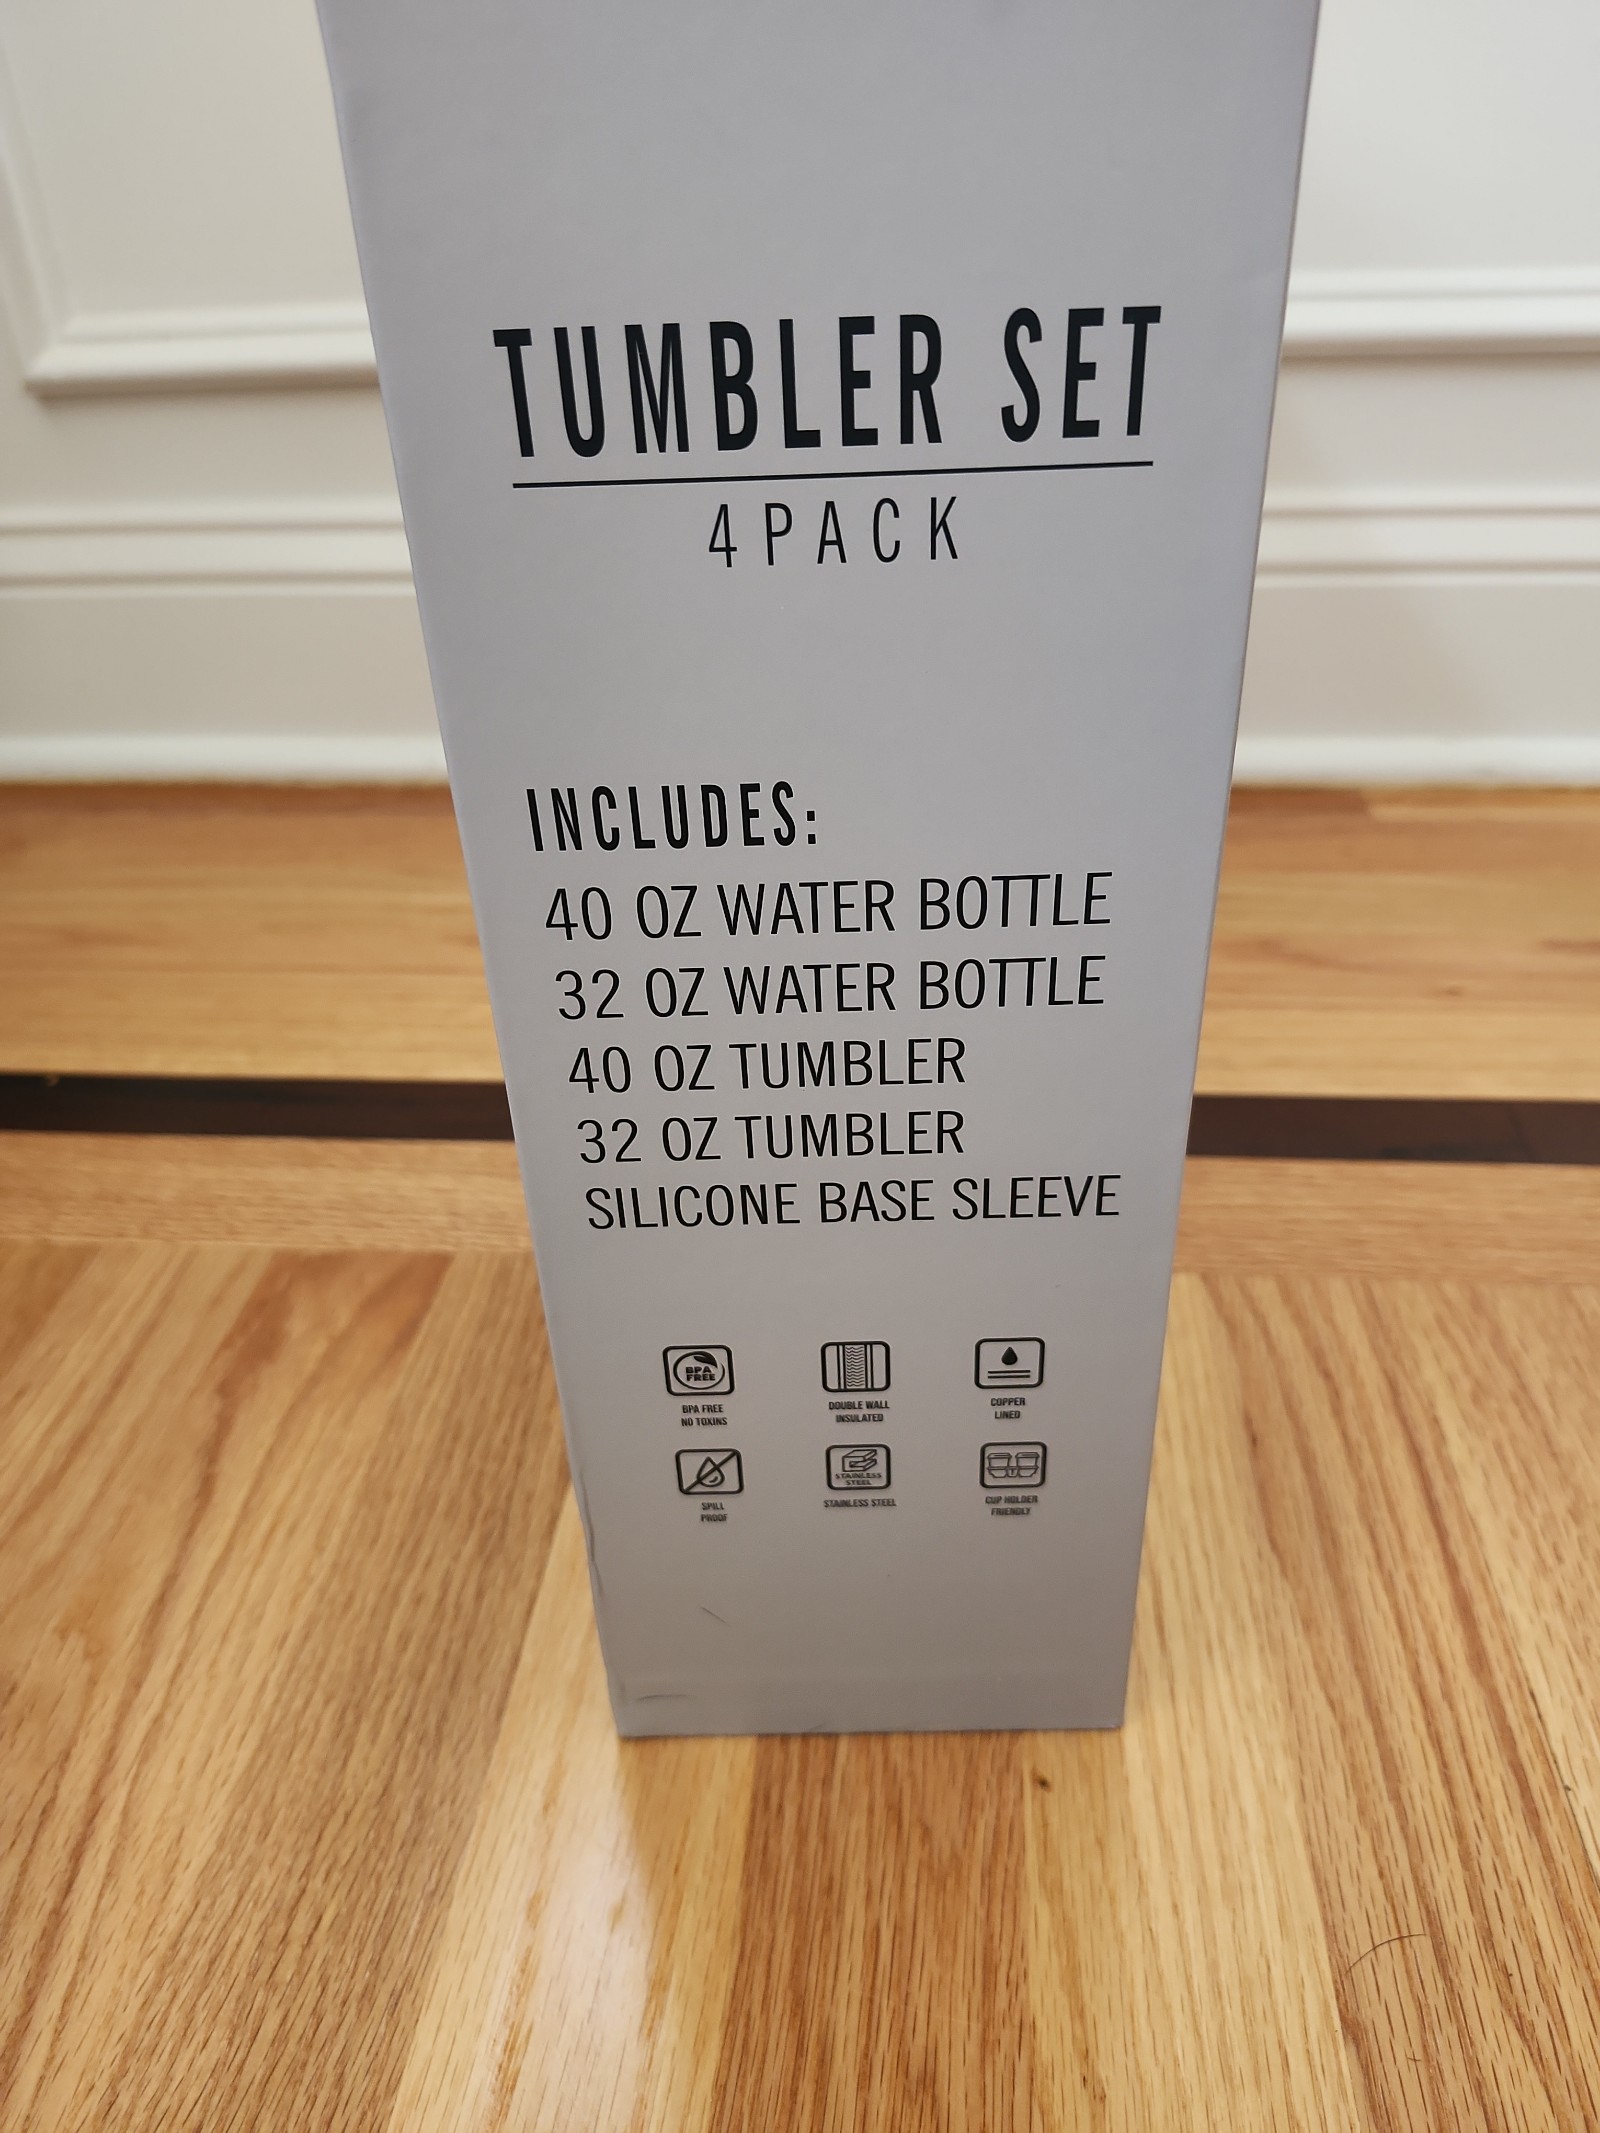 TUMBLER SET
4 PACK
INCLUDES:
40 OZ WATER BOTTLE
32 OZ WATER BOTTLE
40 OZ TUMBLER
32 OZ TUMBLER
SILICONE BASE SLEEVE
BPA
FREE
BPA FREE
NO TOXINS
DOUBLE WALL
INSULATED
COPPER
LINED
SPILL
PROOF
STAINLESS
STEEL
STAINLESS STEEL
CUP HOLDER
FRIENDLY